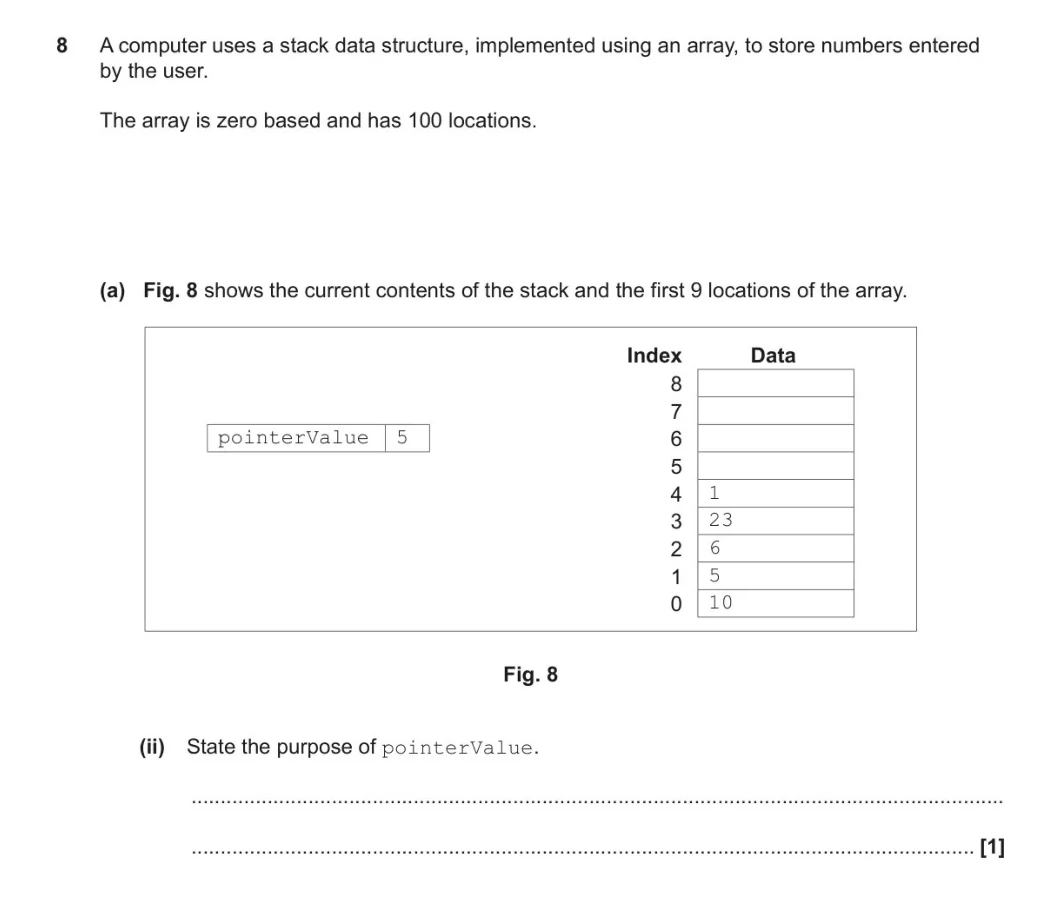 8 A computer uses a stack data structure, implemented using an array, to store numbers entered
by the user.
The array is zero based and has 100 locations.
(a) Fig. 8 shows the current contents of the stack and the first 9 locations of the array.
Index Data
8
7
pointerValue 5
6
5
4 1
3 23
2 6
1 5
0 10
Fig. 8
(ii) State the purpose of pointerValue.
[1]